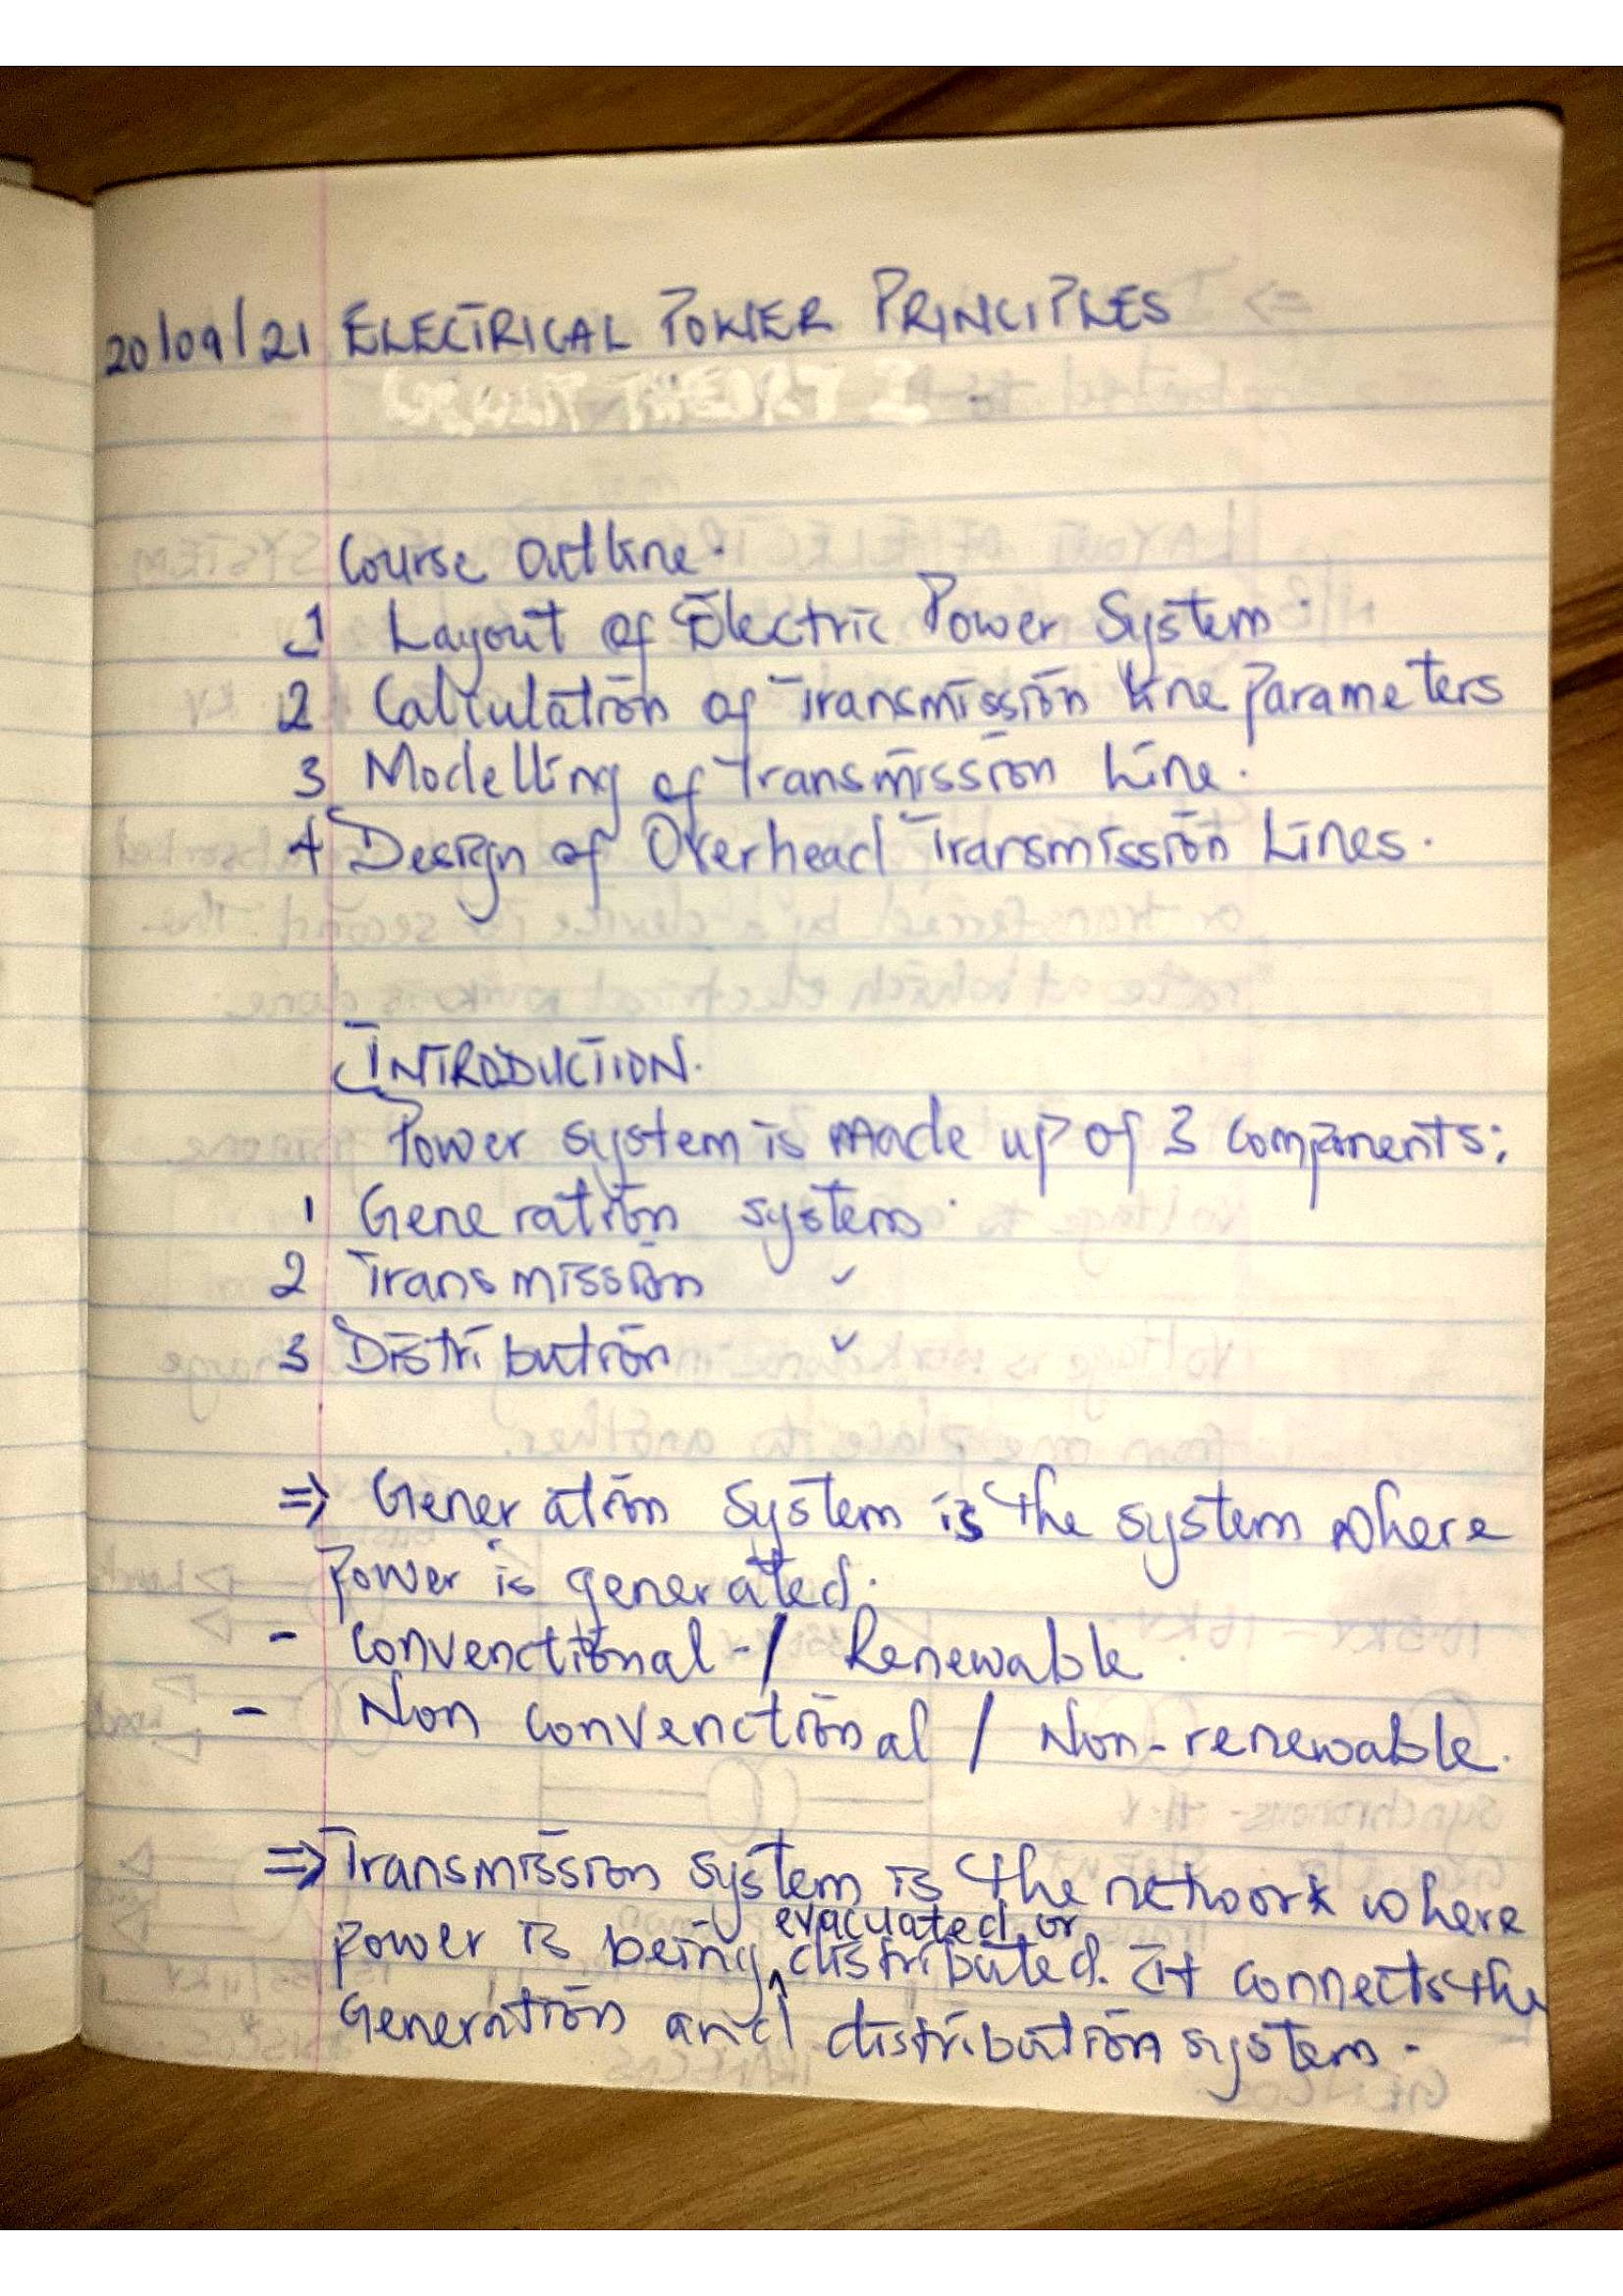 20/09/21 ELECTRICAL POWER PRINCIPLES
CIRCUIT THEORY I
Course outline.
1 Layout of Electric Power System.
2 Calculation of Transmission Line Parameters
3 Modelling of Transmission Line.
4 Design of Overhead Transmission Lines.
INTRODUCTION.
Power system is made up of 3 components:
1 Generation system.
2 Transmission "
3 Distribution "
⇒ Generation system is the system where
power is generated.
- Convenctional - / Renewable
- Non convenctional / Non-renewable.
⇒ Transmission system is the network where
power is being evacuated or distributed. It connects the
Generation and distribution system.